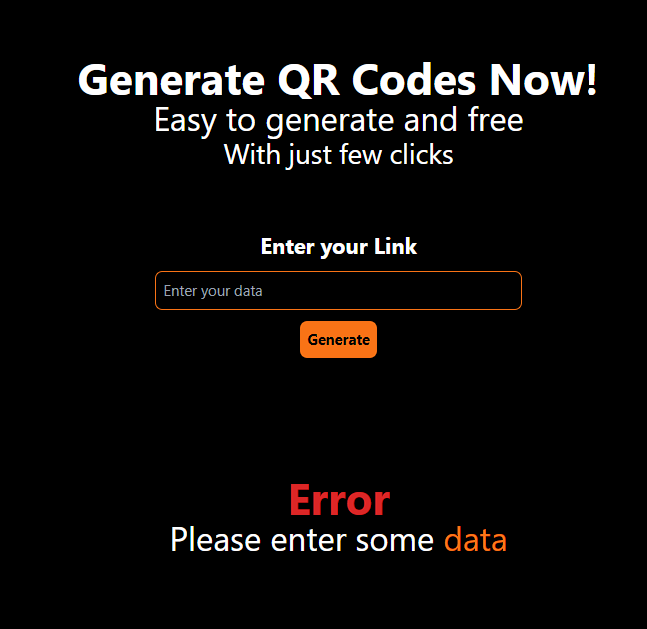 Generate QR Codes Now!
Easy to generate and free
With just few clicks
Enter your Link
Enter your data
Generate
Error
Please enter some data